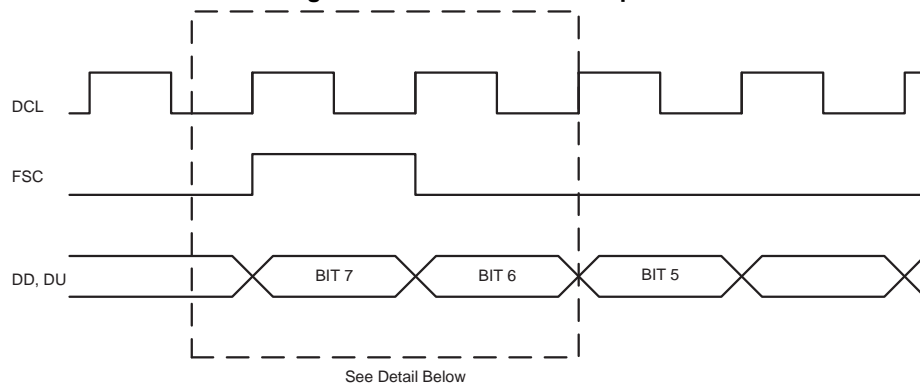 DCL
FSC
DD, DU
BIT 7
BIT 6
BIT 5
See Detail Below